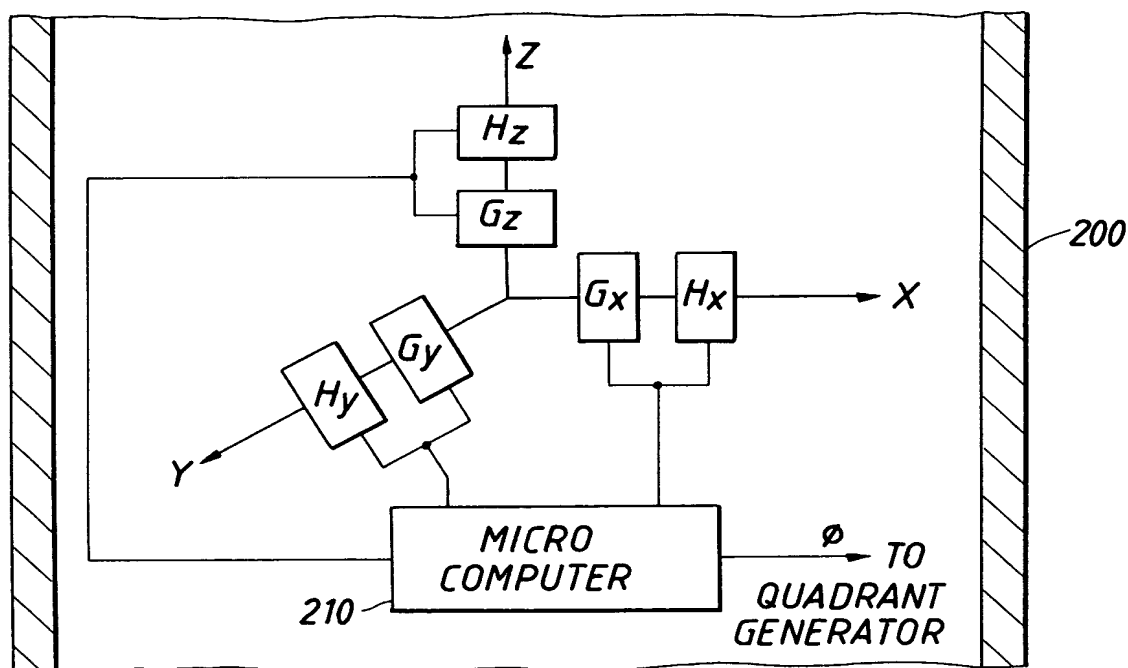 Z
Hz
Gz
200
Gx
Hx
X
Gy
Hy
Y
MICRO
COMPUTER
210
φ
TO
QUADRANT
GENERATOR